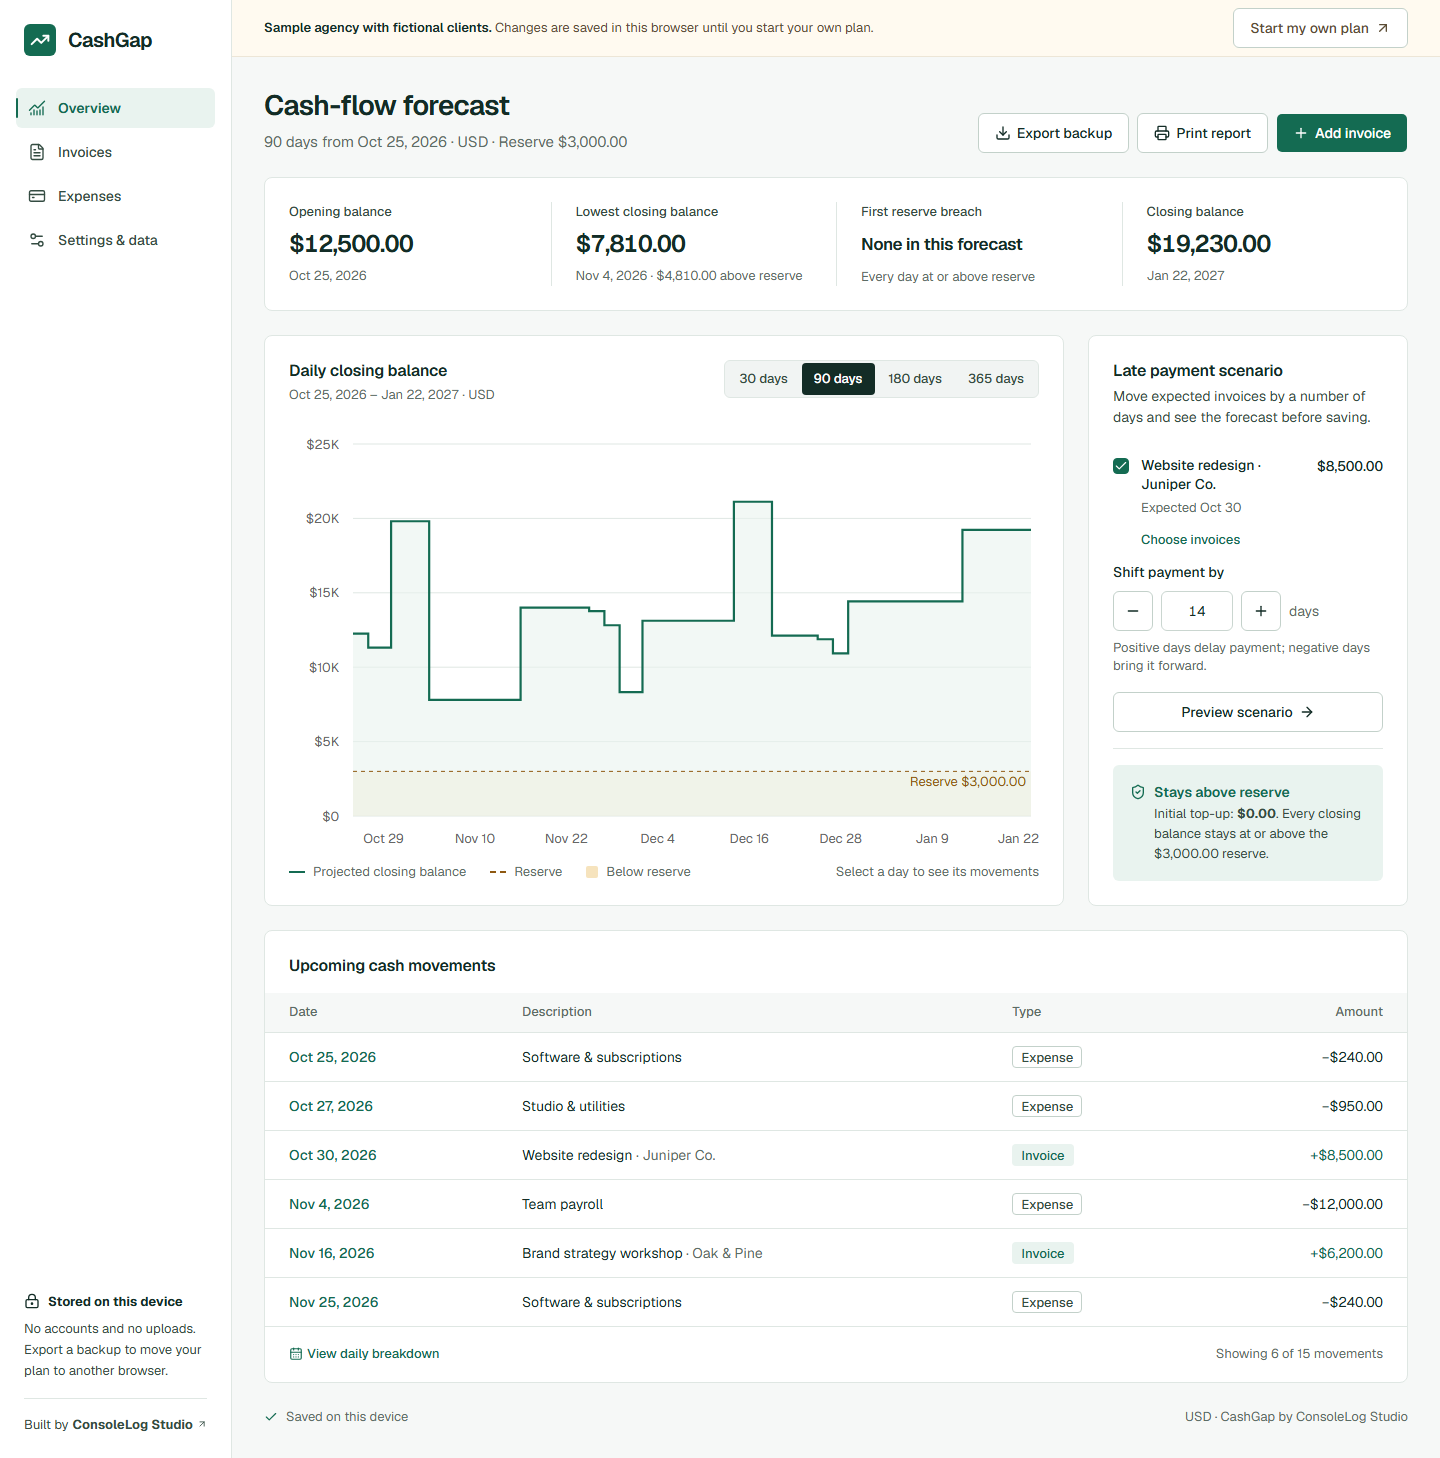 CashGap
Overview
Invoices
Expenses
Settings & data
Stored on this device
No accounts and no uploads.
Export a backup to move your
plan to another browser.
Built by ConsoleLog Studio
Sample agency with fictional clients. Changes are saved in this browser until you start your own plan.
Start my own plan
Cash-flow forecast
90 days from Oct 25, 2026 · USD · Reserve $3,000.00
Export backup
Print report
Add invoice
Opening balance
$12,500.00
Oct 25, 2026
Lowest closing balance
$7,810.00
Nov 4, 2026 · $4,810.00 above reserve
First reserve breach
None in this forecast
Every day at or above reserve
Closing balance
$19,230.00
Jan 22, 2027
Daily closing balance
Oct 25, 2026 – Jan 22, 2027 · USD
30 days
90 days
180 days
365 days
$25K
$20K
$15K
$10K
$5K
$0
Reserve $3,000.00
Oct 29
Nov 10
Nov 22
Dec 4
Dec 16
Dec 28
Jan 9
Jan 22
Projected closing balance
Reserve
Below reserve
Select a day to see its movements
Late payment scenario
Move expected invoices by a number of
days and see the forecast before saving.
Website redesign · $8,500.00
Juniper Co.
Expected Oct 30
Choose invoices
Shift payment by
− 14 + days
Positive days delay payment; negative days
bring it forward.
Preview scenario →
Stays above reserve
Initial top-up: $0.00. Every closing
balance stays at or above the
$3,000.00 reserve.
Upcoming cash movements
Date Description Type Amount
Oct 25, 2026 Software & subscriptions Expense −$240.00
Oct 27, 2026 Studio & utilities Expense −$950.00
Oct 30, 2026 Website redesign · Juniper Co. Invoice +$8,500.00
Nov 4, 2026 Team payroll Expense −$12,000.00
Nov 16, 2026 Brand strategy workshop · Oak & Pine Invoice +$6,200.00
Nov 25, 2026 Software & subscriptions Expense −$240.00
View daily breakdown
Showing 6 of 15 movements
Saved on this device
USD · CashGap by ConsoleLog Studio